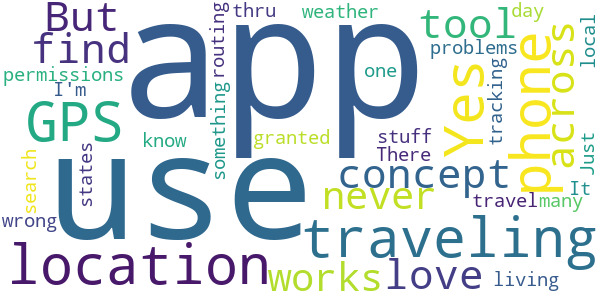 app
use
thru
weather
day
But
tool
routing
find
problems
local
permissions
one
Yes
phone
across
I'm
tracking
GPS
something
know
granted
stuff
There
Just
search
states
concept
It
never
travel
many
wrong
traveling
location
works
love
living